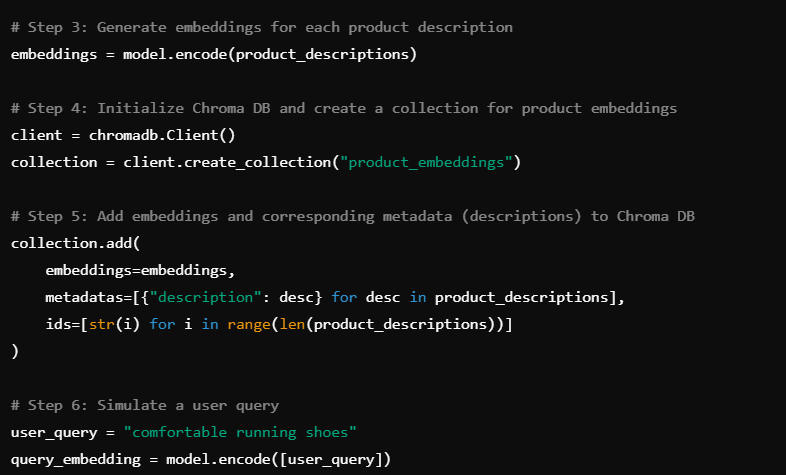 # Step 3: Generate embeddings for each product description
embeddings = model.encode(product_descriptions)
# Step 4: Initialize Chroma DB and create a collection for product embeddings
client = chromadb.Client()
collection = client.create_collection("product_embeddings")
# Step 5: Add embeddings and corresponding metadata (descriptions) to Chroma DB
collection.add(
    embeddings=embeddings,
    metadatas=[{"description": desc} for desc in product_descriptions],
    ids=[str(i) for i in range(len(product_descriptions))]
)
# Step 6: Simulate a user query
user_query = "comfortable running shoes"
query_embedding = model.encode([user_query])